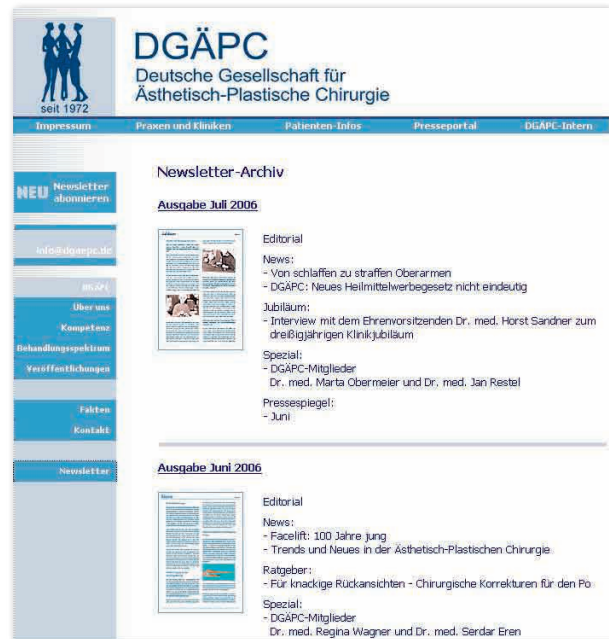 seit 1972
DGÄPC
Deutsche Gesellschaft für
Ästhetisch-Plastische Chirurgie
Impressum Praxen und Kliniken Patienten-Infos Presseportal DGÄPC-Intern
NEU Newsletter
abonnieren
info@dgaepc.de
DGÄPC
Über uns
Kompetenz
Behandlungsspektrum
Veröffentlichungen
Fakten
Kontakt
Newsletter
Newsletter-Archiv
Ausgabe Juli 2006
Editorial
News:
- Von schlaffen zu straffen Oberarmen
- DGÄPC: Neues Heilmittelwerbegesetz nicht eindeutig
Jubiläum:
- Interview mit dem Ehrenvorsitzenden Dr. med. Horst Sandner zum
dreißigjährigen Klinikjubiläum
Spezial:
- DGÄPC-Mitglieder
Dr. med. Marta Obermeier und Dr. med. Jan Restel
Pressespiegel:
- Juni
Ausgabe Juni 2006
Editorial
News:
- Facelift: 100 Jahre jung
- Trends und Neues in der Ästhetisch-Plastischen Chirurgie
Ratgeber:
- Für knackige Rückansichten - Chirurgische Korrekturen für den Po
Spezial:
- DGÄPC-Mitglieder
Dr. med. Regina Wagner und Dr. med. Serdar Eren